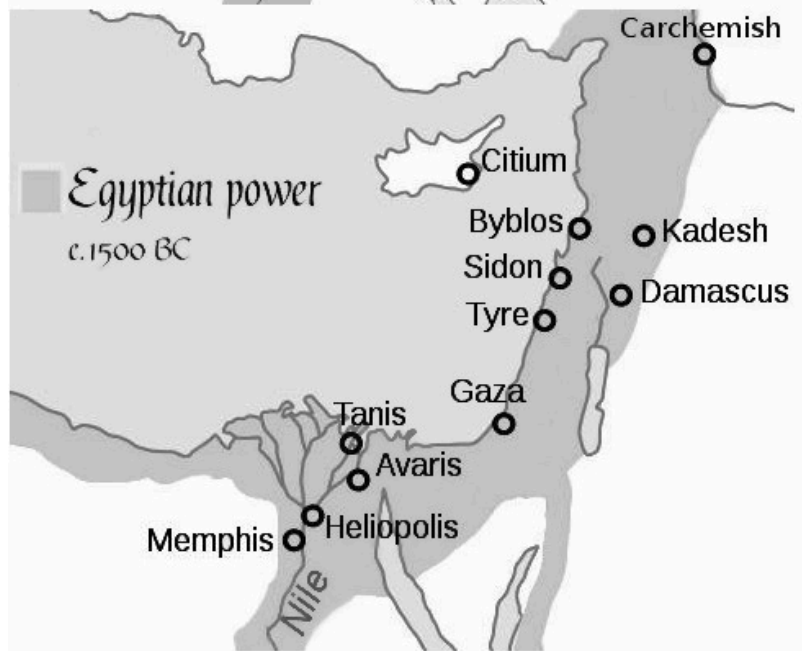 Carchemish
Citium
Egyptian power
c.1500 BC
Byblos
Kadesh
Sidon
Damascus
Tyre
Gaza
Tanis
Avaris
Heliopolis
Memphis
Nile